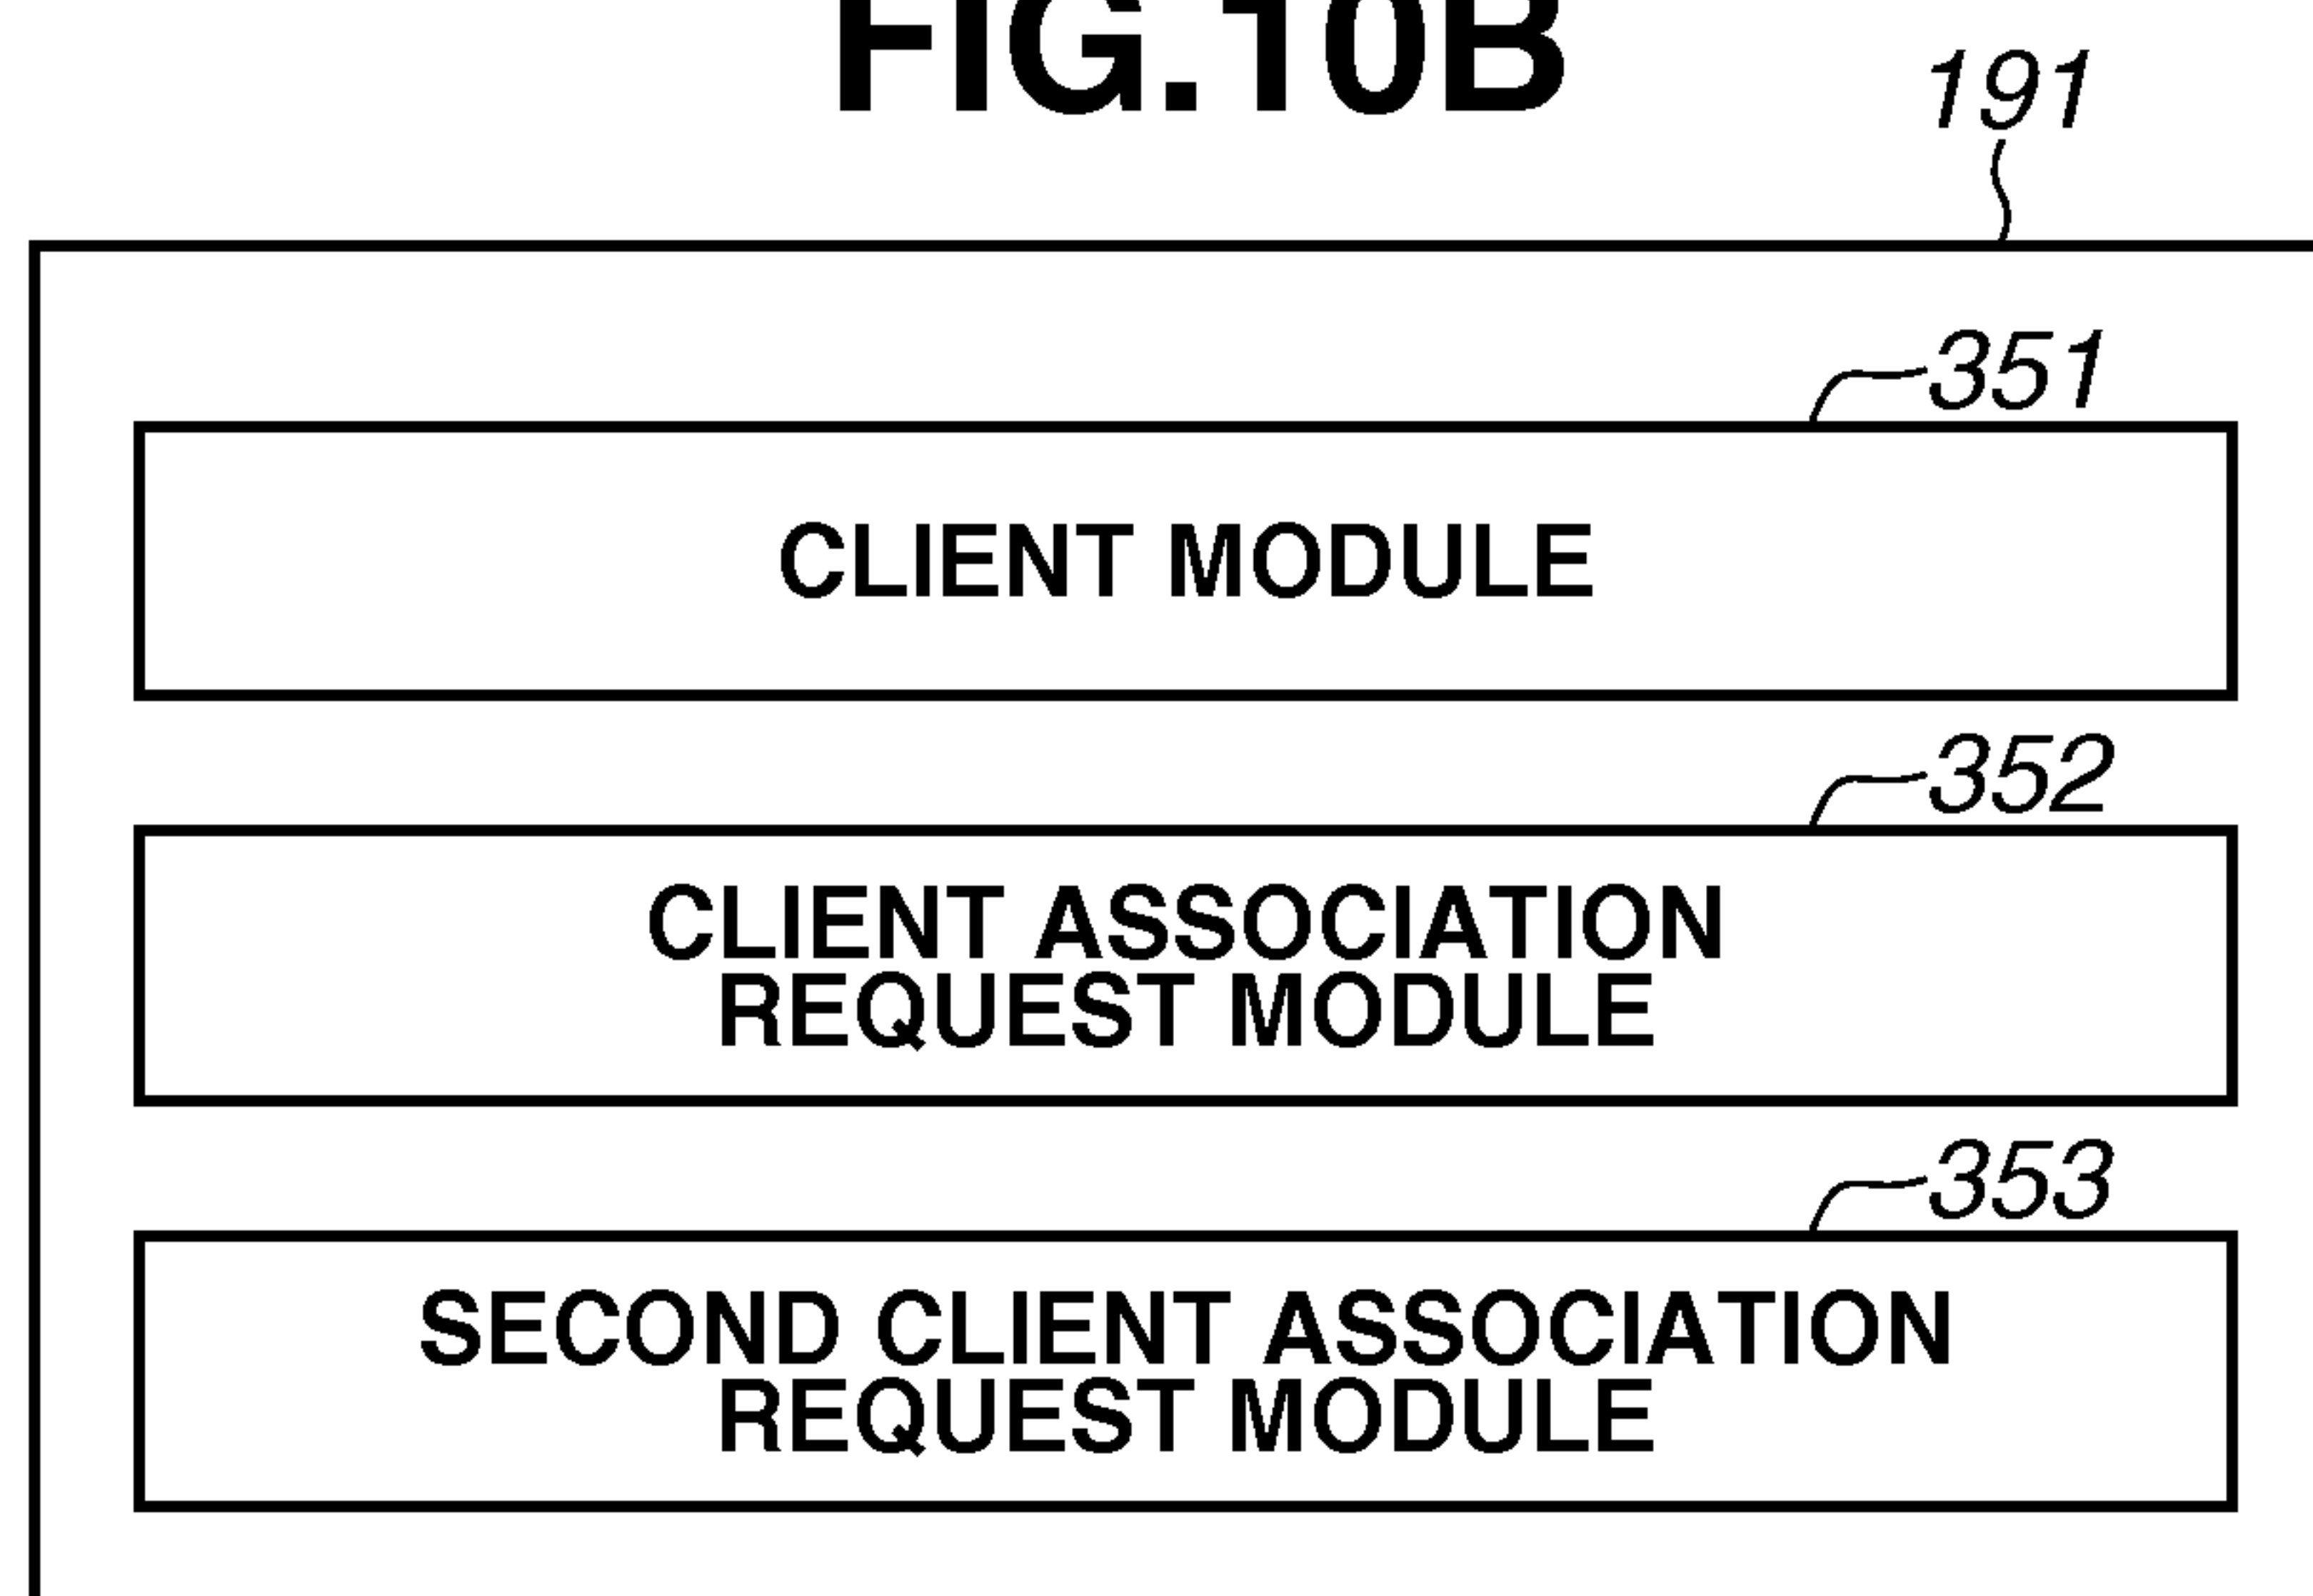 FIG.10B
191
351
CLIENT MODULE
352
CLIENT ASSOCIATION
REQUEST MODULE
353
SECOND CLIENT ASSOCIATION
REQUEST MODULE